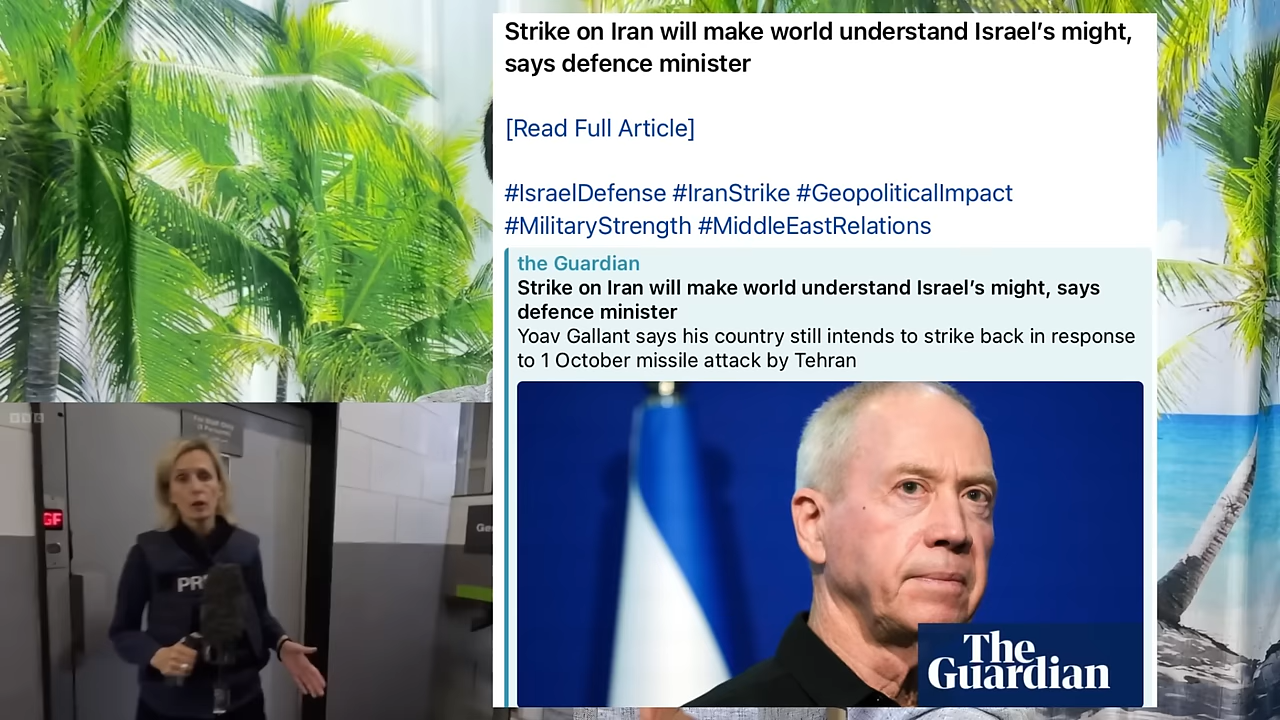 Strike on Iran will make world understand Israel’s might,
says defence minister
[Read Full Article]
#IsraelDefense #IranStrike #GeopoliticalImpact
#MilitaryStrength #MiddleEastRelations
the Guardian
Strike on Iran will make world understand Israel’s might, says
defence minister
Yoav Gallant says his country still intends to strike back in response
to 1 October missile attack by Tehran
The
Guardian
GF